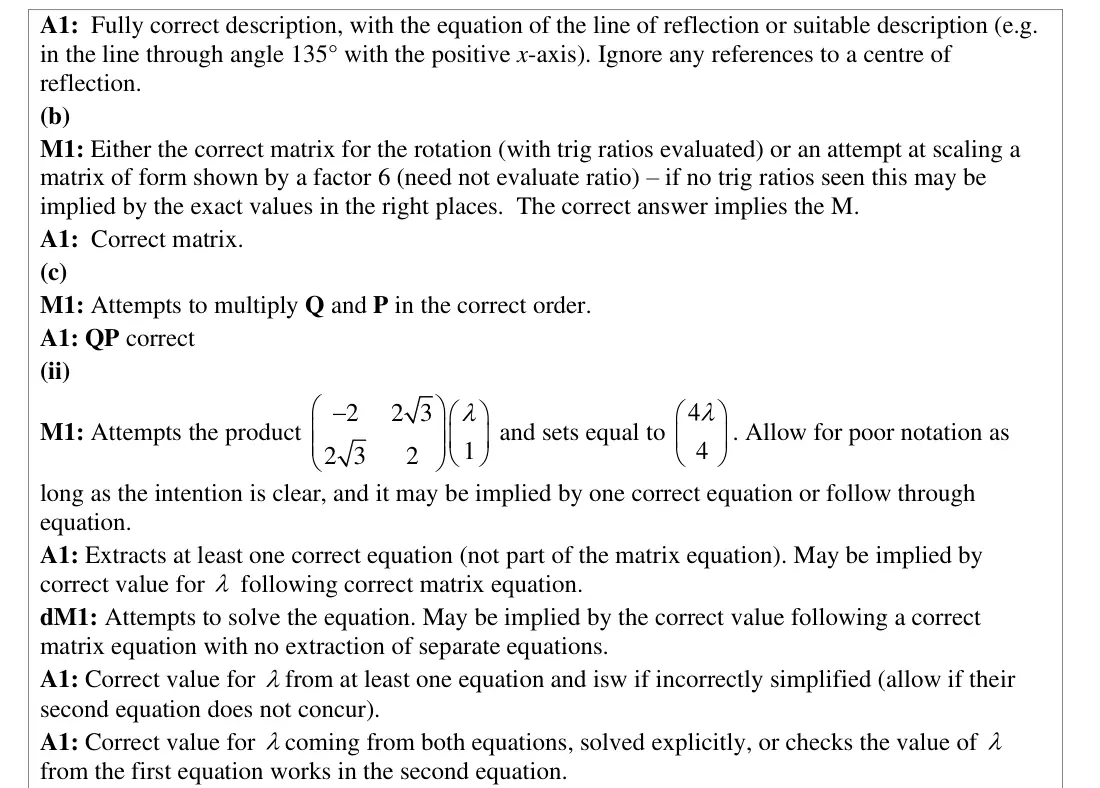 A1: Fully correct description, with the equation of the line of reflection or suitable description (e.g.
in the line through angle 135° with the positive x-axis). Ignore any references to a centre of
reflection.
(b)
M1: Either the correct matrix for the rotation (with trig ratios evaluated) or an attempt at scaling a
matrix of form shown by a factor 6 (need not evaluate ratio) – if no trig ratios seen this may be
implied by the exact values in the right places. The correct answer implies the M.
A1: Correct matrix.
(c)
M1: Attempts to multiply Q and P in the correct order.
A1: QP correct
(ii)
M1: Attempts the product (−2 2√3; 2√3 2)(λ; 1) and sets equal to (4λ; 4). Allow for poor notation as
long as the intention is clear, and it may be implied by one correct equation or follow through
equation.
A1: Extracts at least one correct equation (not part of the matrix equation). May be implied by
correct value for λ following correct matrix equation.
dM1: Attempts to solve the equation. May be implied by the correct value following a correct
matrix equation with no extraction of separate equations.
A1: Correct value for λ from at least one equation and isw if incorrectly simplified (allow if their
second equation does not concur).
A1: Correct value for λ coming from both equations, solved explicitly, or checks the value of λ
from the first equation works in the second equation.